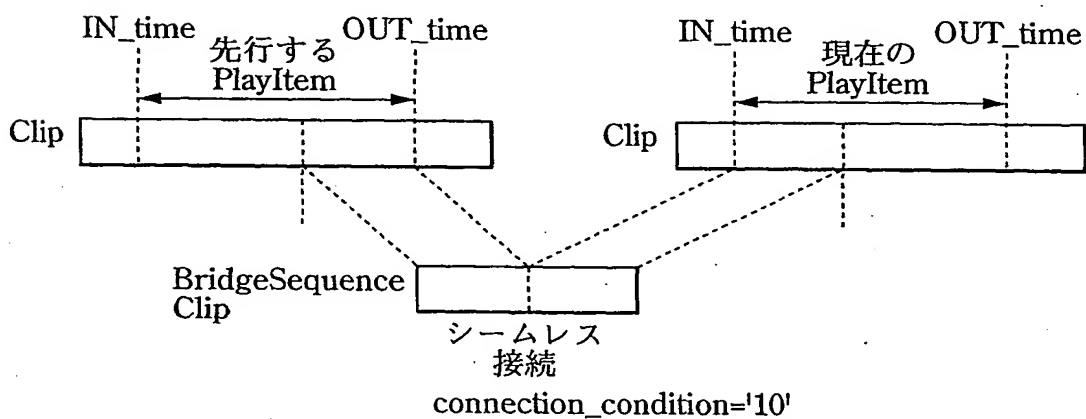 IN_time
OUT_time
先行する
PlayItem
Clip
IN_time
OUT_time
現在の
PlayItem
Clip
BridgeSequence
Clip
シームレス
接続
connection_condition='10'